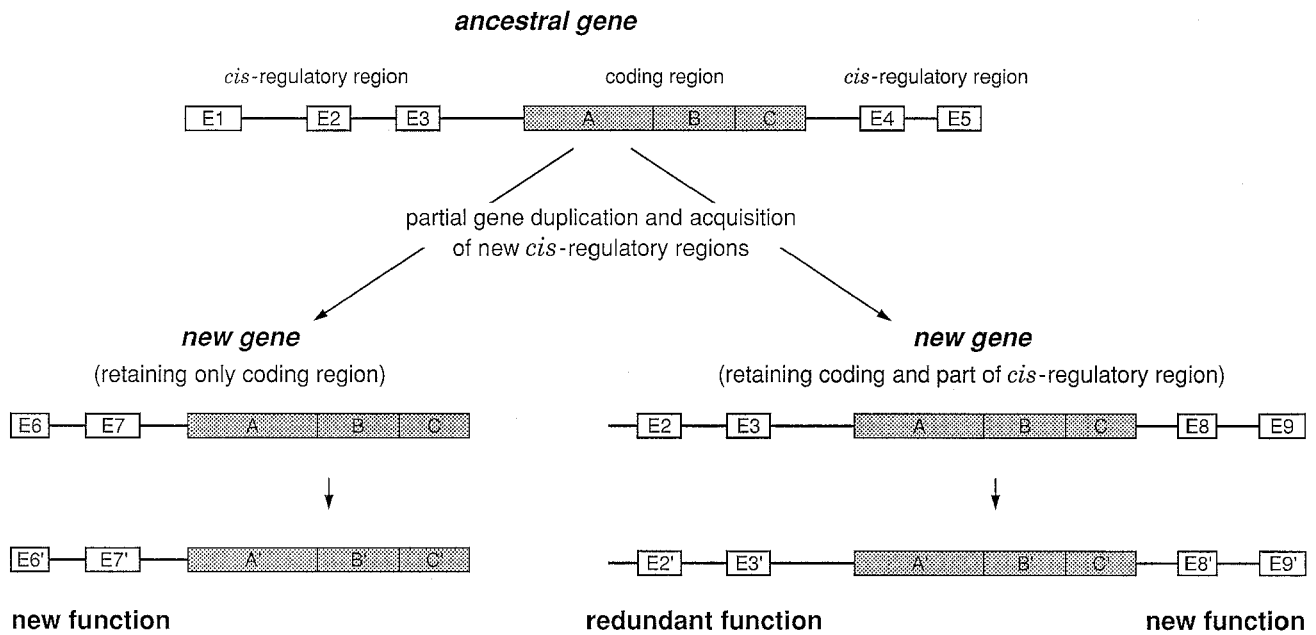 ancestral gene
cis-regulatory region coding region cis-regulatory region
E1 E2 E3 A B C E4 E5
partial gene duplication and acquisition
of new cis-regulatory regions
new gene
(retaining only coding region)
E6 E7 A B C
E6' E7' A' B' C'
new function
new gene
(retaining coding and part of cis-regulatory region)
E2 E3 A B C E8 E9
E2' E3' A' B' C' E8' E9'
redundant function new function